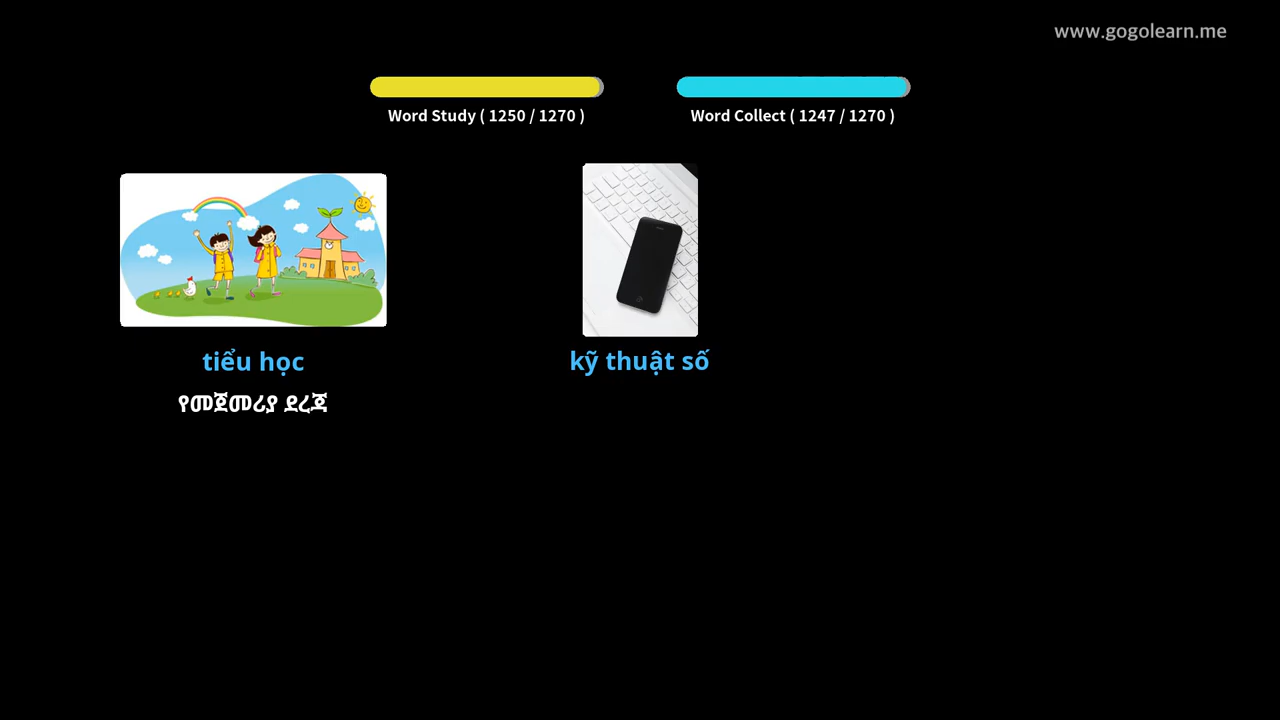 www.gogolearn.me
Word Study ( 1250 / 1270 )
Word Collect ( 1247 / 1270 )
tiểu học
kỹ thuật số
የመጀመሪያ ደረጃ